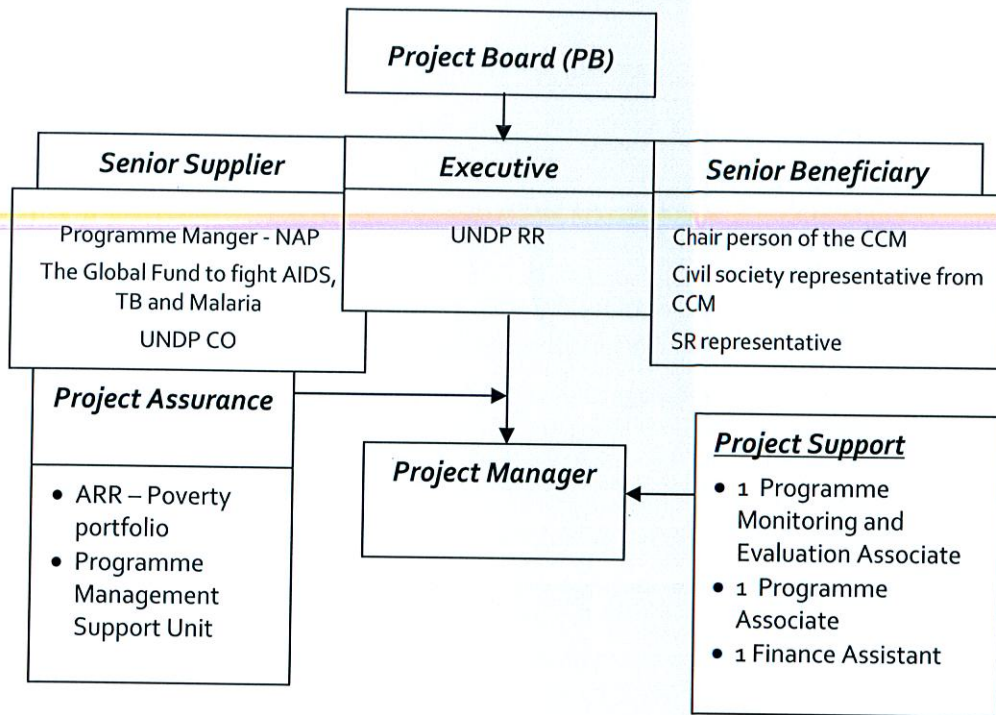 Project Board (PB)
Senior Supplier
Executive
Senior Beneficiary
Programme Manger - NAP
The Global Fund to fight AIDS,
TB and Malaria
UNDP CO
UNDP RR
Chair person of the CCM
Civil society representative from
CCM
SR representative
Project Assurance
• ARR – Poverty
portfolio
• Programme
Management
Support Unit
Project Manager
Project Support
• 1 Programme
Monitoring and
Evaluation Associate
• 1 Programme
Associate
• 1 Finance Assistant